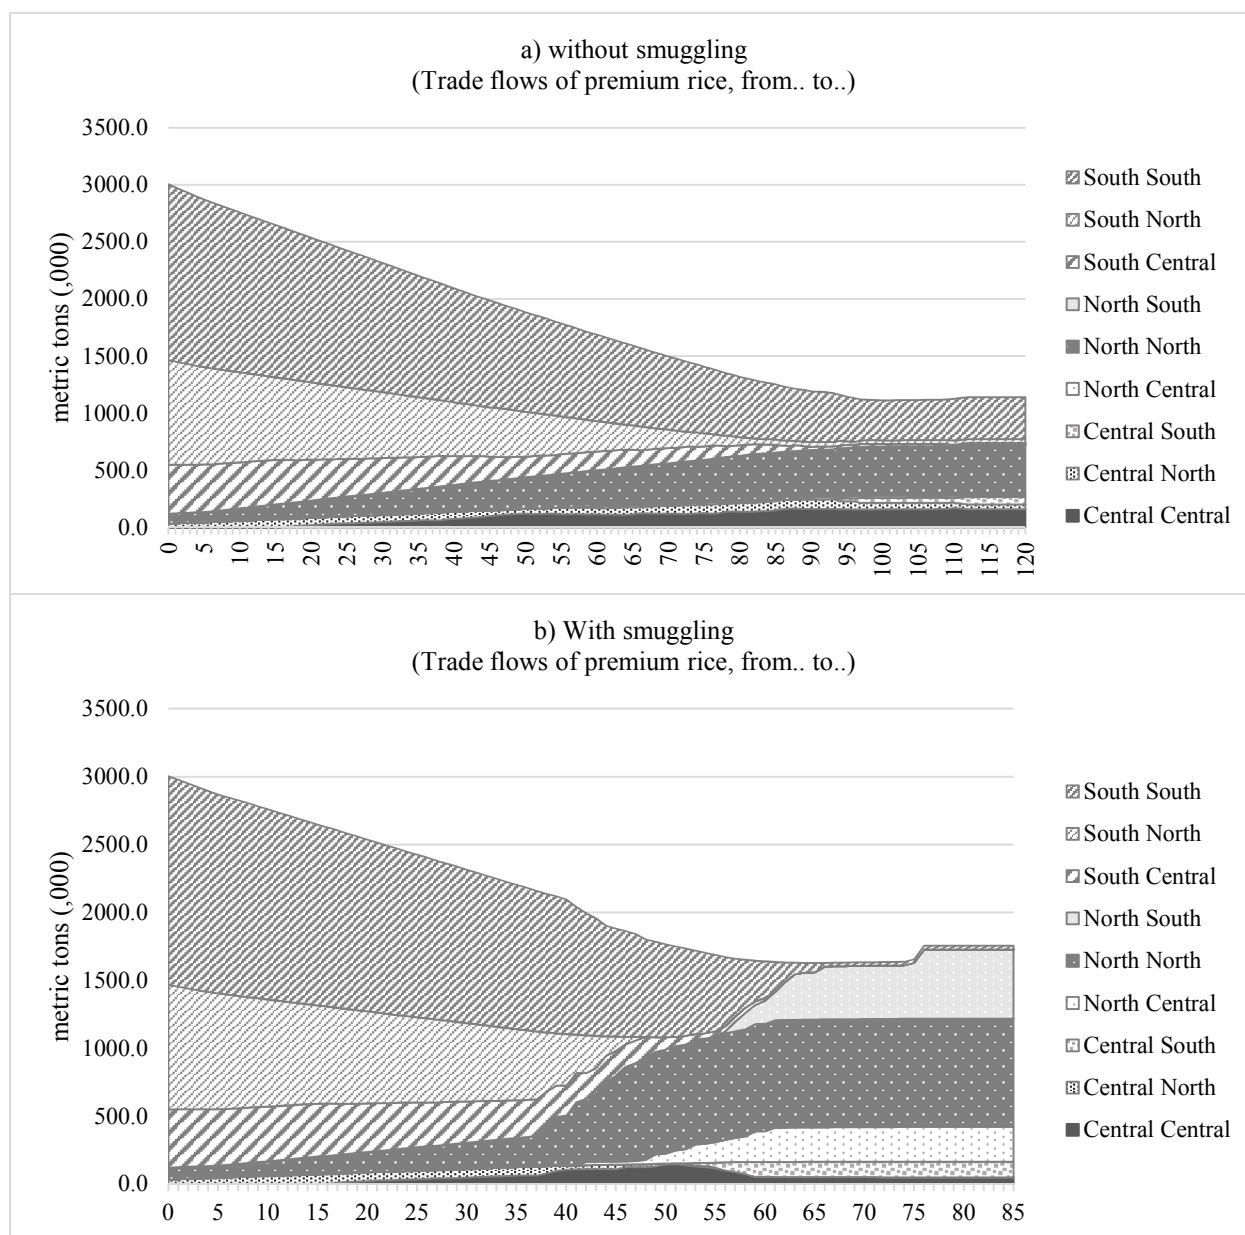 a) without smuggling
(Trade flows of premium rice, from.. to..)
metric tons (,000)
3500.0
3000.0
2500.0
2000.0
1500.0
1000.0
500.0
0.0
0 5 10 15 20 25 30 35 40 45 50 55 60 65 70 75 80 85 90 95 100 105 110 115 120
South South
South North
South Central
North South
North North
North Central
Central South
Central North
Central Central
b) With smuggling
(Trade flows of premium rice, from.. to..)
metric tons (,000)
3500.0
3000.0
2500.0
2000.0
1500.0
1000.0
500.0
0.0
0 5 10 15 20 25 30 35 40 45 50 55 60 65 70 75 80 85
South South
South North
South Central
North South
North North
North Central
Central South
Central North
Central Central